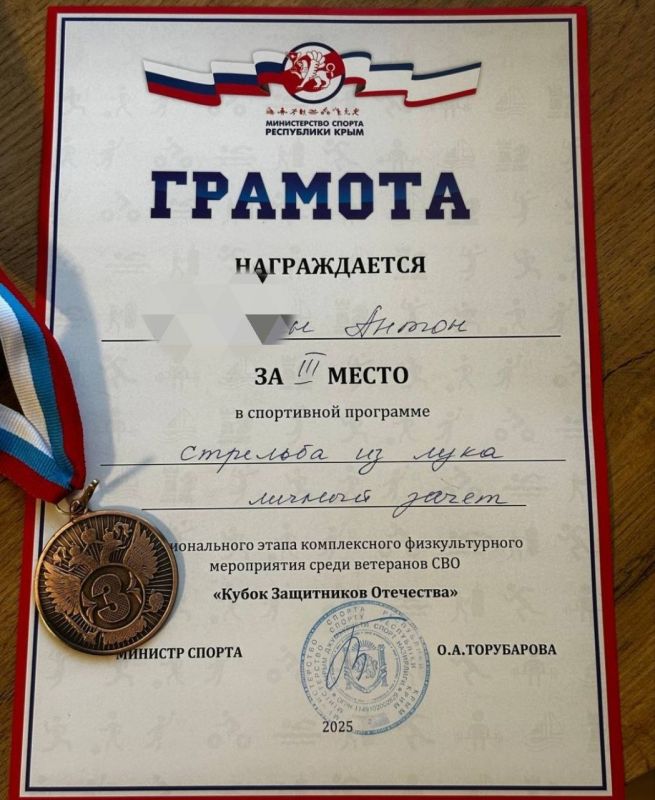 МИНИСТЕРСТВО СПОРТА
РЕСПУБЛИКИ КРЫМ
ГРАМОТА
НАГРАЖДАЕТСЯ
Антон
ЗА III МЕСТО
в спортивной программе
стрельба из лука
личный зачет
этапа комплексного физкультурного
мероприятия среди ветеранов СВО
«Кубок Защитников Отечества»
3
МИНИСТР СПОРТА
О.А.ТОРУБАРОВА
2025